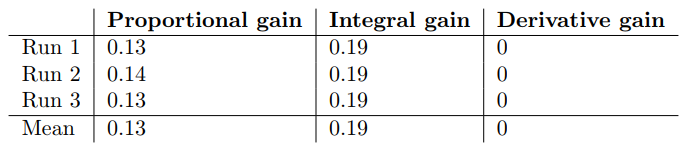 Proportional gain Integral gain Derivative gain
Run 1 0.13 0.19 0
Run 2 0.14 0.19 0
Run 3 0.13 0.19 0
Mean 0.13 0.19 0